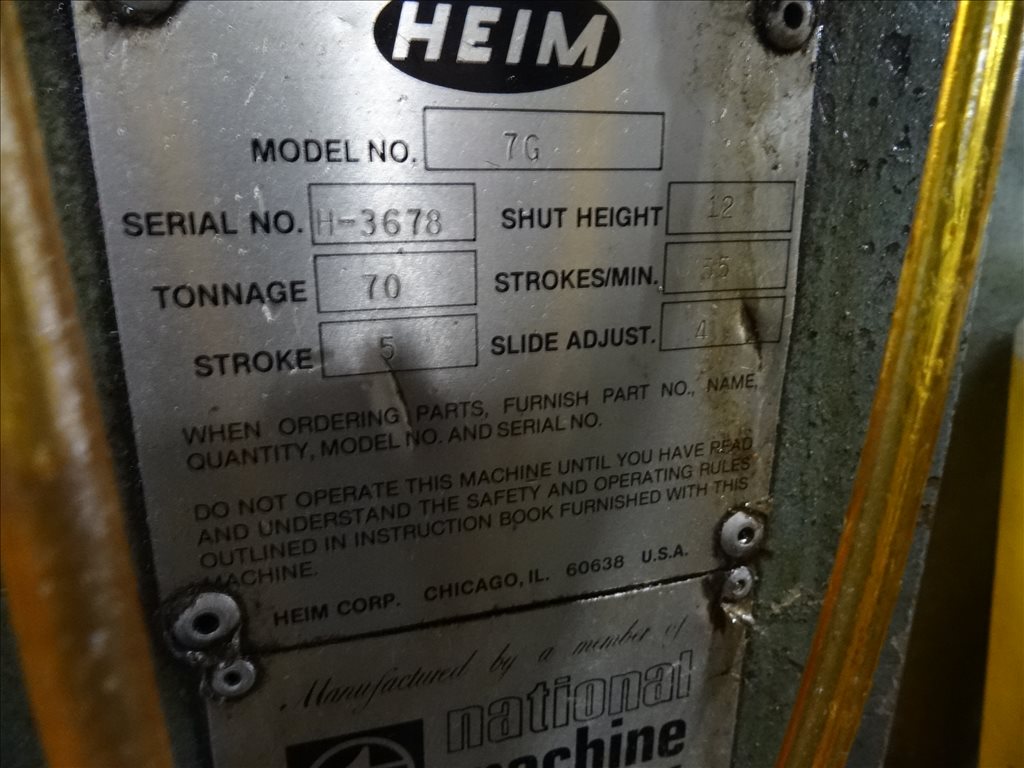 HEIM
MODEL NO. 7G
SERIAL NO. H-3678 SHUT HEIGHT 12
TONNAGE 70 STROKES/MIN. 55
STROKE 5 SLIDE ADJUST. 4
WHEN ORDERING PARTS, FURNISH PART NO., NAME,
QUANTITY, MODEL NO. AND SERIAL NO.
DO NOT OPERATE THIS MACHINE UNTIL YOU HAVE READ
AND UNDERSTAND THE SAFETY AND OPERATING RULES
OUTLINED IN INSTRUCTION BOOK FURNISHED WITH THIS
MACHINE.
HEIM CORP. CHICAGO, IL. 60638 U.S.A.
Manufactured by a member of
national
machine